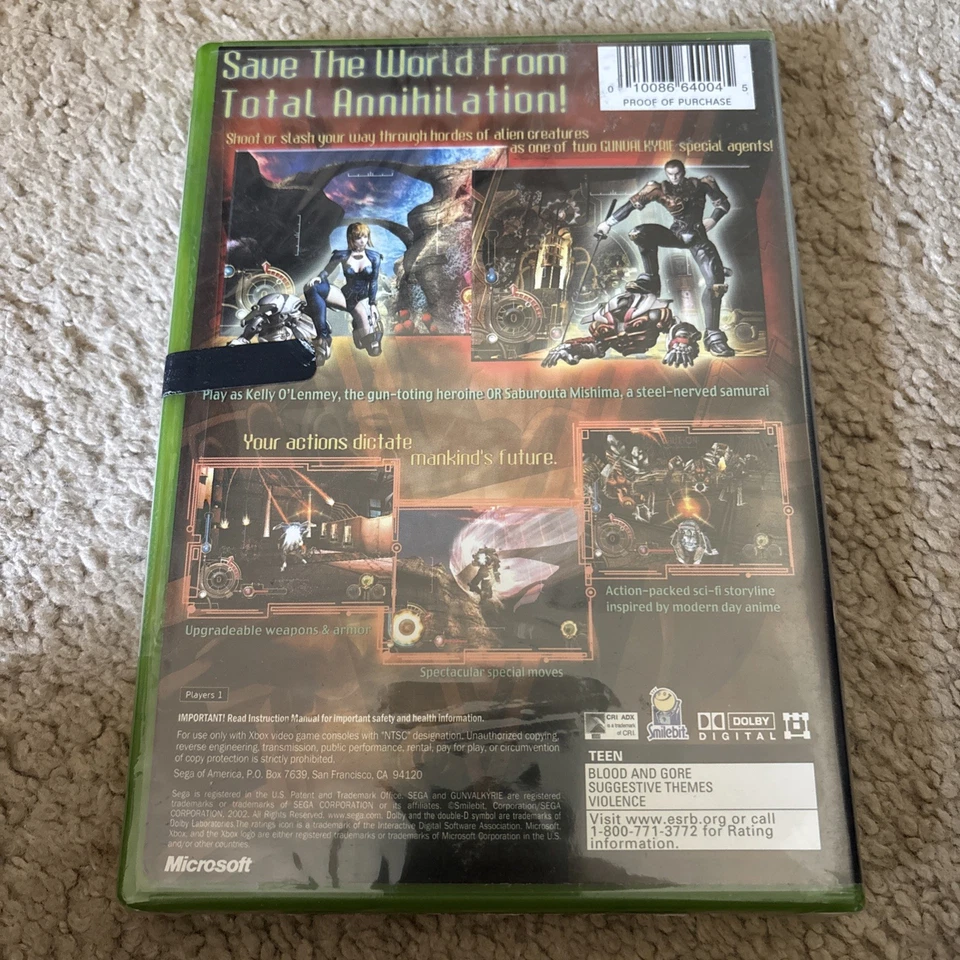 Save The World From
Total Annihilation!
0 10086 64004 5
PROOF OF PURCHASE
Shoot or slash your way through hordes of alien creatures
as one of two GUNVALKYRIE special agents!
Play as Kelly O'Lenmey, the gun-toting heroine OR Saburouta Mishima, a steel-nerved samurai
Your actions dictate
mankind's future.
Upgradeable weapons & armor
Spectacular special moves
Action-packed sci-fi storyline
inspired by modern day anime
Players 1
IMPORTANT! Read Instruction Manual for important safety and health information.
For use only with Xbox video game consoles with "NTSC" designation. Unauthorized copying,
reverse engineering, transmission, public performance, rental, pay for play, or circumvention
of copy protection is strictly prohibited.
Sega of America, P.O. Box 7639, San Francisco, CA 94120
Sega is registered in the U.S. Patent and Trademark Office. SEGA and GUNVALKYRIE are registered
trademarks or trademarks of SEGA CORPORATION or its affiliates. ©Smilebit, Corporation/SEGA
CORPORATION, 2002. All Rights Reserved. www.sega.com. Dolby and the double-D symbol are trademarks of
Dolby Laboratories.The ratings icon is a trademark of the Interactive Digital Software Association. Microsoft,
Xbox, and the Xbox logo are either registered trademarks or trademarks of Microsoft Corporation in the U.S.
and/or other countries.
Microsoft
CRI ADX
is a trademark
of CRI.
Smilebit
DOLBY
DIGITAL
TEEN
BLOOD AND GORE
SUGGESTIVE THEMES
VIOLENCE
Visit www.esrb.org or call
1-800-771-3772 for Rating
information.